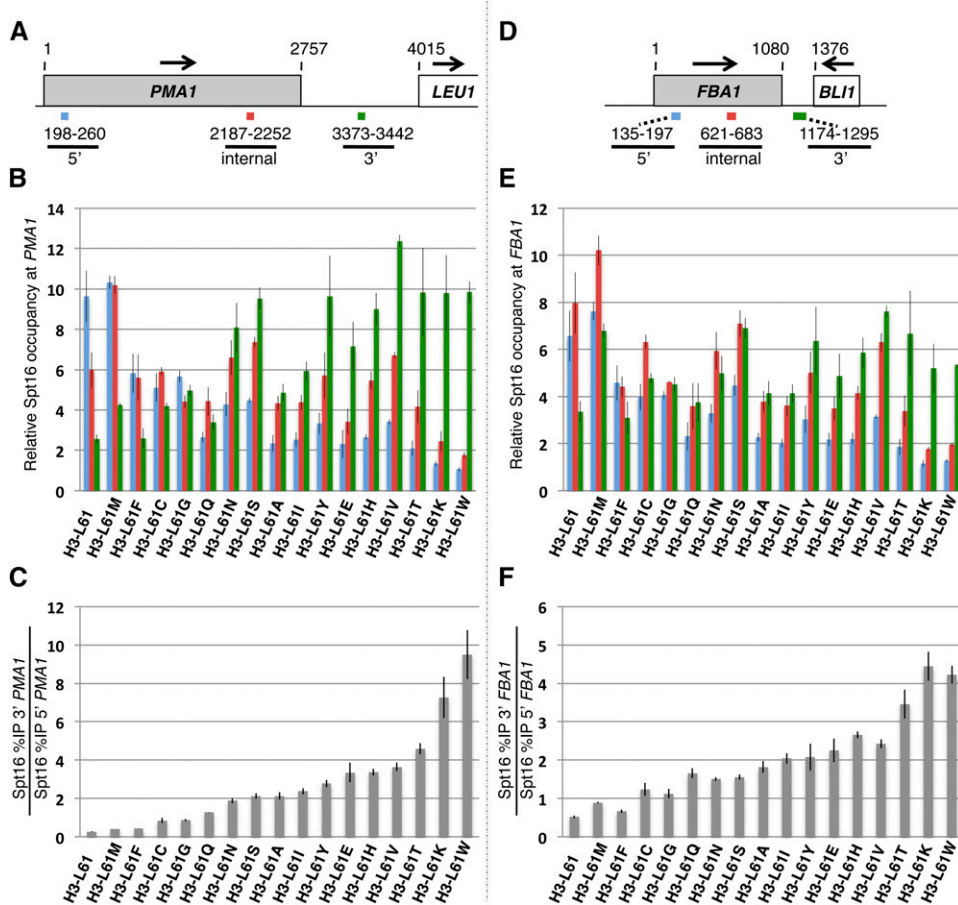 A
1 2757 4015
PMA1 LEU1
198-260 2187-2252 3373-3442
5' internal 3'
B
Relative Spt16 occupancy at PMA1
16
14
12
10
8
6
4
2
0
H3-L61 H3-L61M H3-L61F H3-L61C H3-L61G H3-L61Q H3-L61N H3-L61S H3-L61A H3-L61I H3-L61Y H3-L61E H3-L61H H3-L61V H3-L61T H3-L61K H3-L61W
C
Spt16 %IP 3' PMA1
Spt16 %IP 5' PMA1
12
10
8
6
4
2
0
H3-L61 H3-L61M H3-L61F H3-L61C H3-L61G H3-L61Q H3-L61N H3-L61S H3-L61A H3-L61I H3-L61Y H3-L61E H3-L61H H3-L61V H3-L61T H3-L61K H3-L61W
D
1 1080 1376
FBA1 BLI1
135-197 621-683 1174-1295
5' internal 3'
E
Relative Spt16 occupancy at FBA1
12
10
8
6
4
2
0
H3-L61 H3-L61M H3-L61F H3-L61C H3-L61G H3-L61Q H3-L61N H3-L61S H3-L61A H3-L61I H3-L61Y H3-L61E H3-L61H H3-L61V H3-L61T H3-L61K H3-L61W
F
Spt16 %IP 3' FBA1
Spt16 %IP 5' FBA1
6
5
4
3
2
1
0
H3-L61 H3-L61M H3-L61F H3-L61C H3-L61G H3-L61Q H3-L61N H3-L61S H3-L61A H3-L61I H3-L61Y H3-L61E H3-L61H H3-L61V H3-L61T H3-L61K H3-L61W